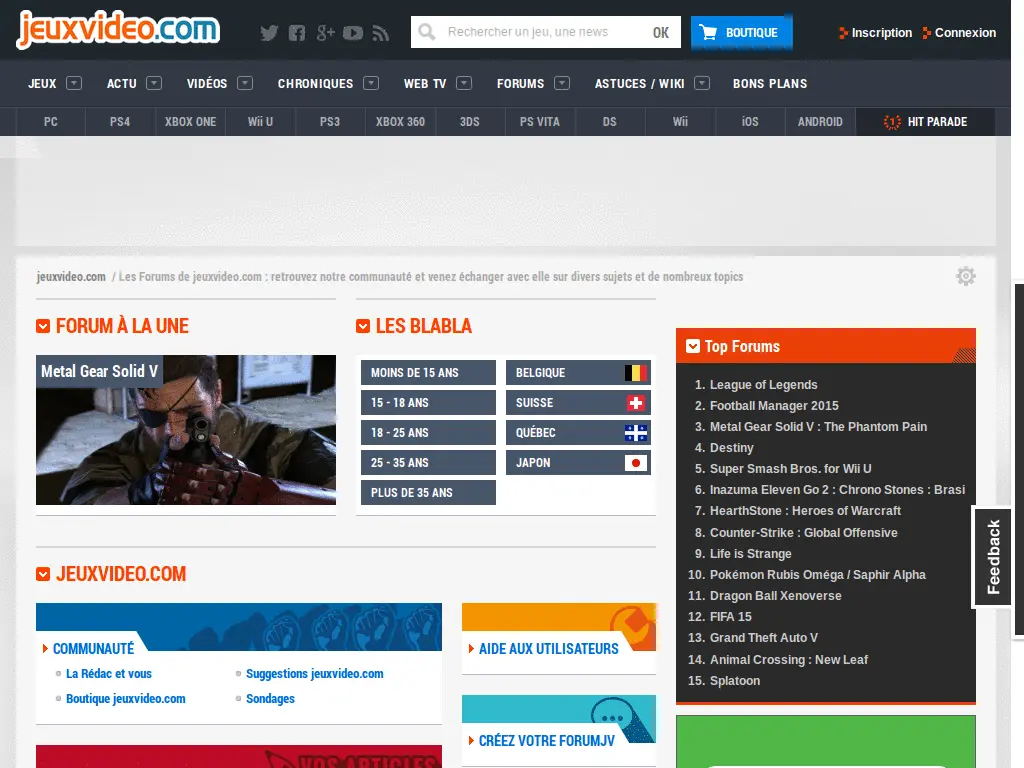 jeuxvideo.com
Rechercher un jeu, une news
OK
BOUTIQUE
Inscription
Connexion
JEUX
ACTU
VIDÉOS
CHRONIQUES
WEB TV
FORUMS
ASTUCES / WIKI
BONS PLANS
PC
PS4
XBOX ONE
Wii U
PS3
XBOX 360
3DS
PS VITA
DS
Wii
iOS
ANDROID
1
HIT PARADE
jeuxvideo.com / Les Forums de jeuxvideo.com : retrouvez notre communauté et venez échanger avec elle sur divers sujets et de nombreux topics
FORUM À LA UNE
Metal Gear Solid V
LES BLABLA
MOINS DE 15 ANS
BELGIQUE
15 - 18 ANS
SUISSE
18 - 25 ANS
QUÉBEC
25 - 35 ANS
JAPON
PLUS DE 35 ANS
Top Forums
1. League of Legends
2. Football Manager 2015
3. Metal Gear Solid V : The Phantom Pain
4. Destiny
5. Super Smash Bros. for Wii U
6. Inazuma Eleven Go 2 : Chrono Stones : Brasi
7. HearthStone : Heroes of Warcraft
8. Counter-Strike : Global Offensive
9. Life is Strange
10. Pokémon Rubis Oméga / Saphir Alpha
11. Dragon Ball Xenoverse
12. FIFA 15
13. Grand Theft Auto V
14. Animal Crossing : New Leaf
15. Splatoon
Feedback
JEUXVIDEO.COM
COMMUNAUTÉ
La Rédac et vous
Suggestions jeuxvideo.com
Boutique jeuxvideo.com
Sondages
AIDE AUX UTILISATEURS
CRÉEZ VOTRE FORUMJV
VOS ARTICLES